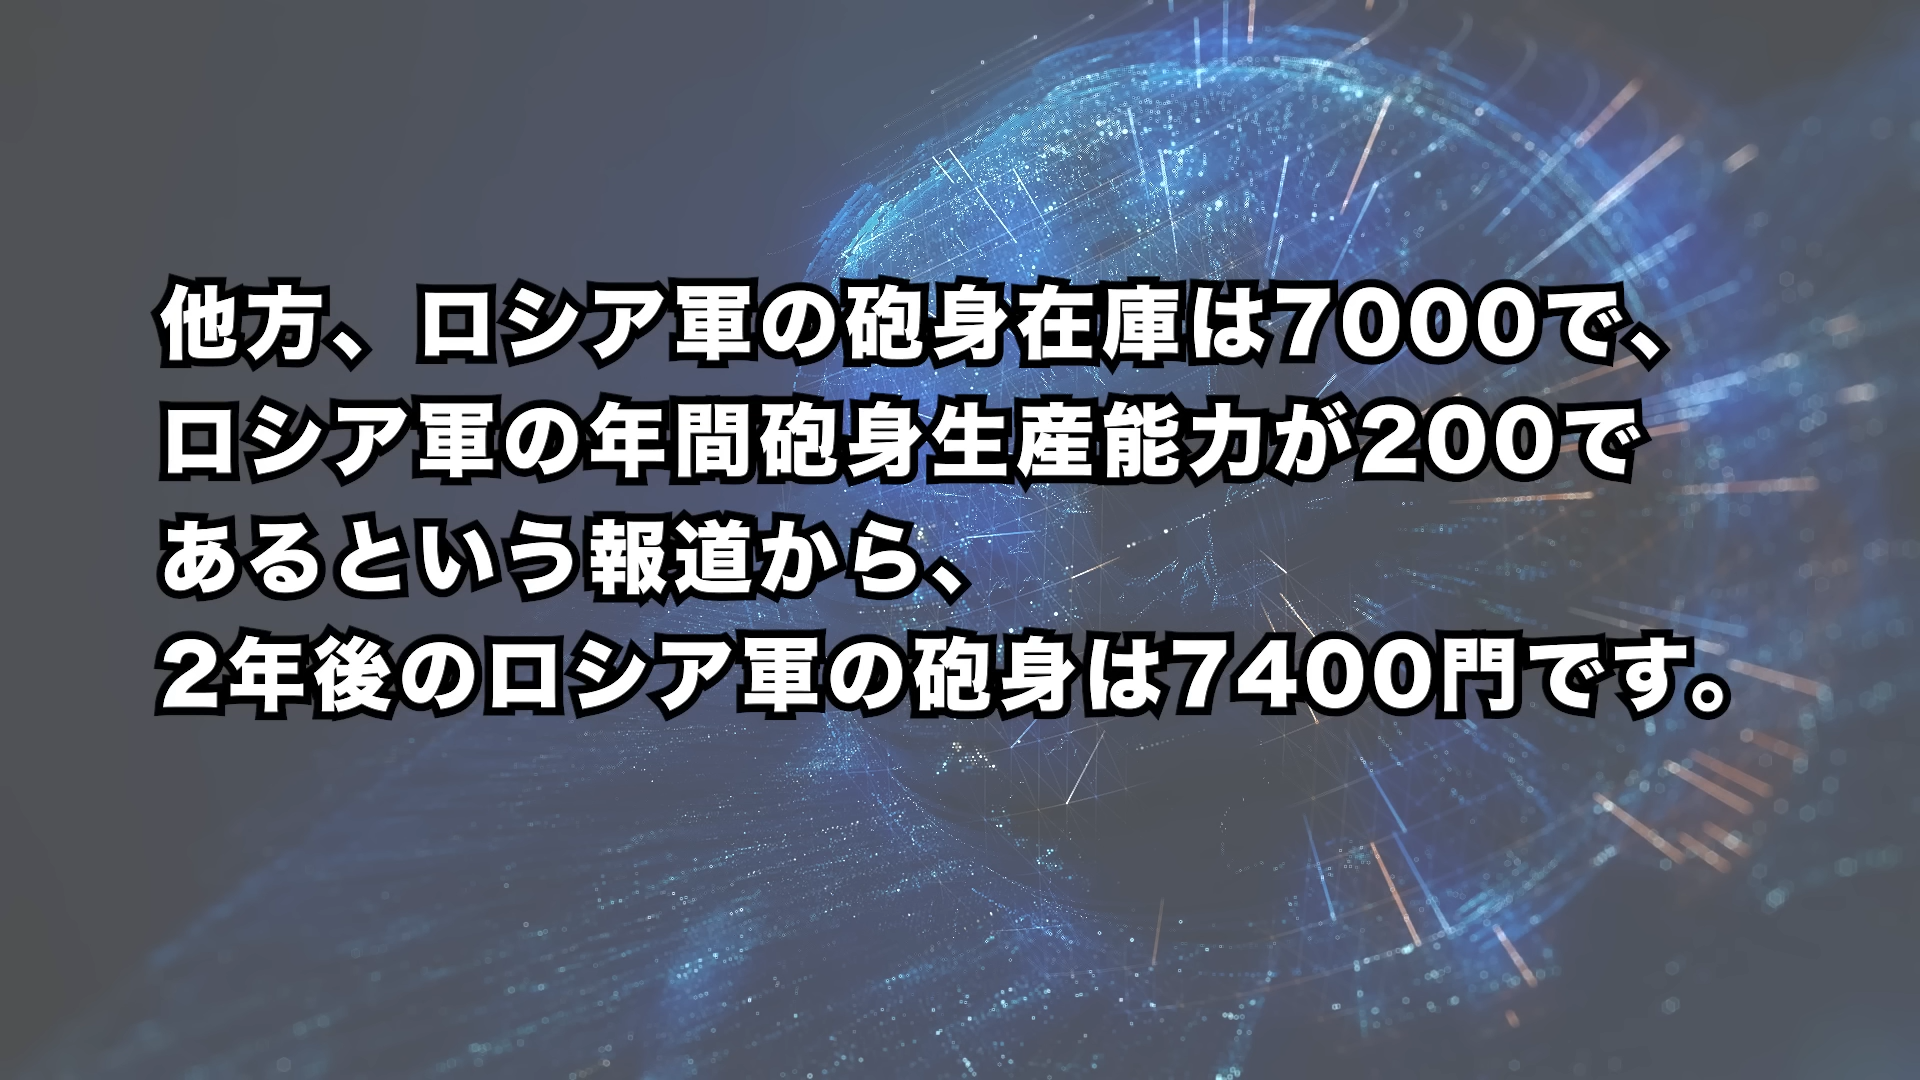 他方、ロシア軍の砲身在庫は7000で、
ロシア軍の年間砲身生産能力が200で
あるという報道から、
2年後のロシア軍の砲身は7400門です。